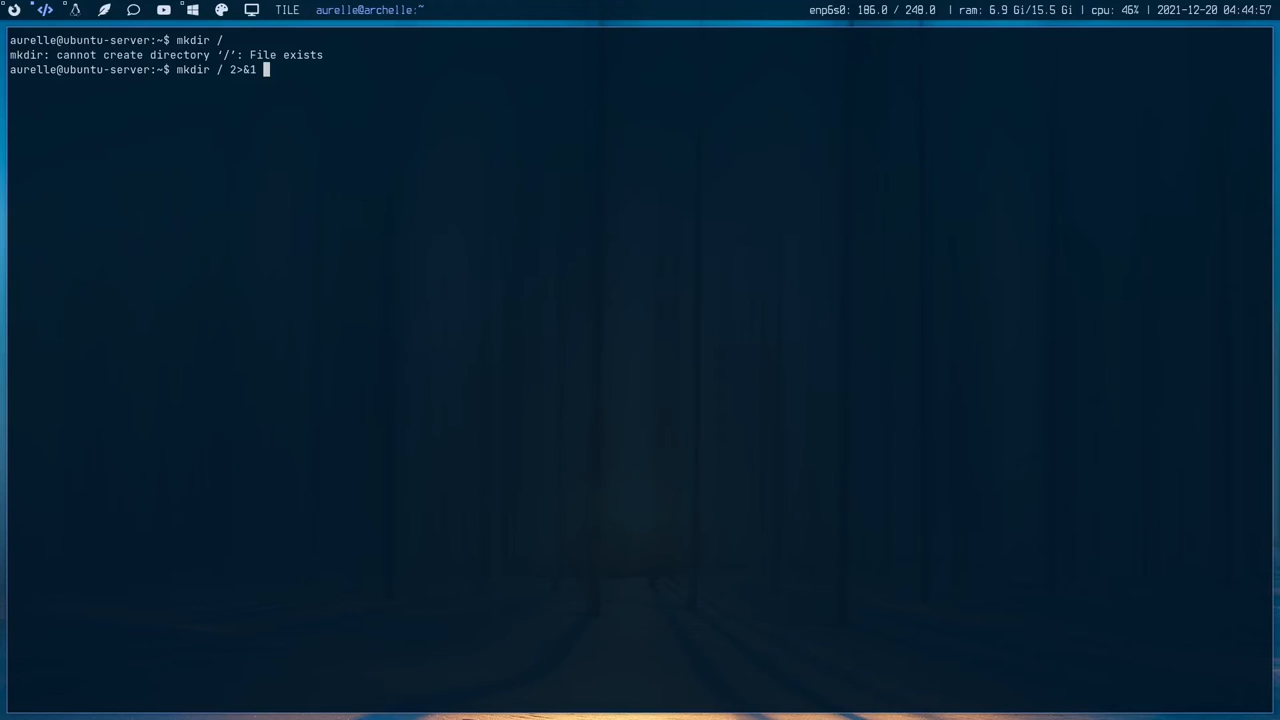 TILE aurelle@archelle:~ enp6s0: 186.0 / 248.0 | ram: 6.9 Gi/15.5 Gi | cpu: 46% | 2021-12-20 04:44:57
aurelle@ubuntu-server:~$ mkdir /
mkdir: cannot create directory ‘/’: File exists
aurelle@ubuntu-server:~$ mkdir / 2>&1